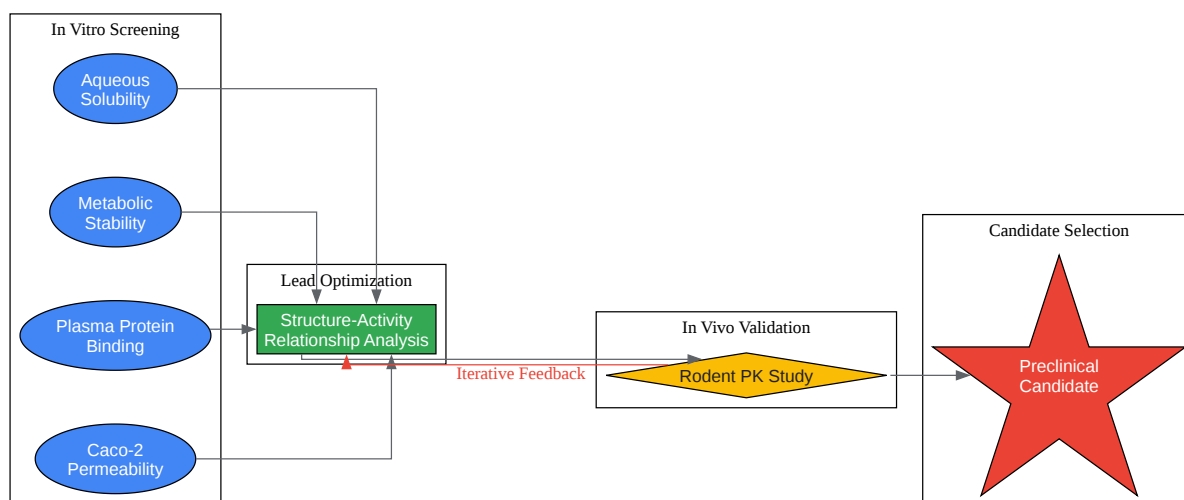 In Vitro Screening
Aqueous
Solubility
Metabolic
Stability
Plasma Protein
Binding
Caco-2
Permeability
Lead Optimization
Structure-Activity
Relationship Analysis
Iterative Feedback
In Vivo Validation
Rodent PK Study
Candidate Selection
Preclinical
Candidate